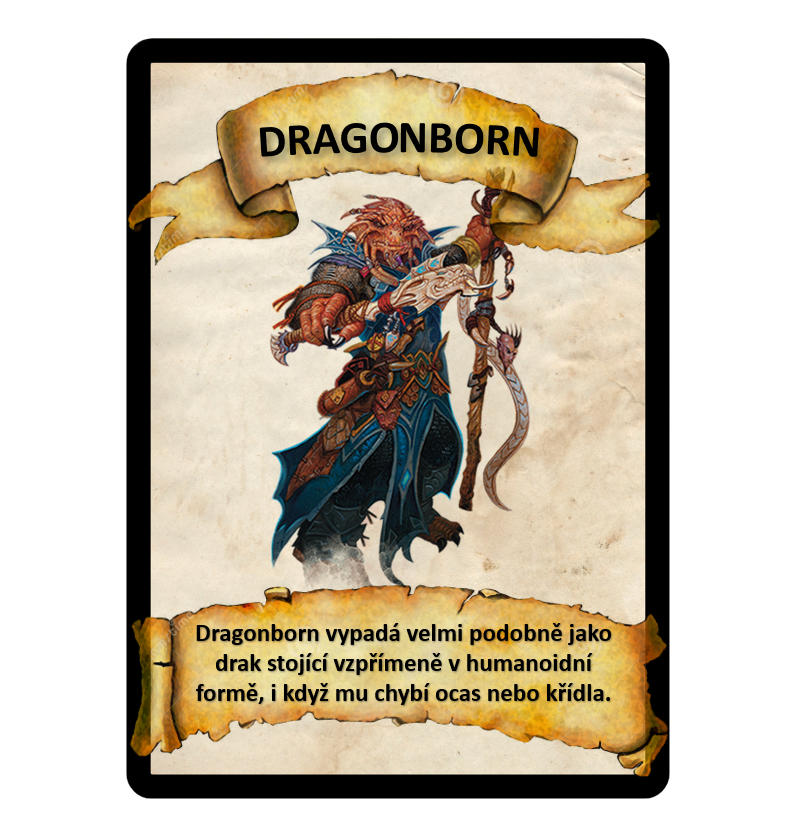 DRAGONBORN
Dragonborn vypadá velmi podobně jako
drak stojící vzpřímeně v humanoidní
formě, i když mu chybí ocas nebo křídla.